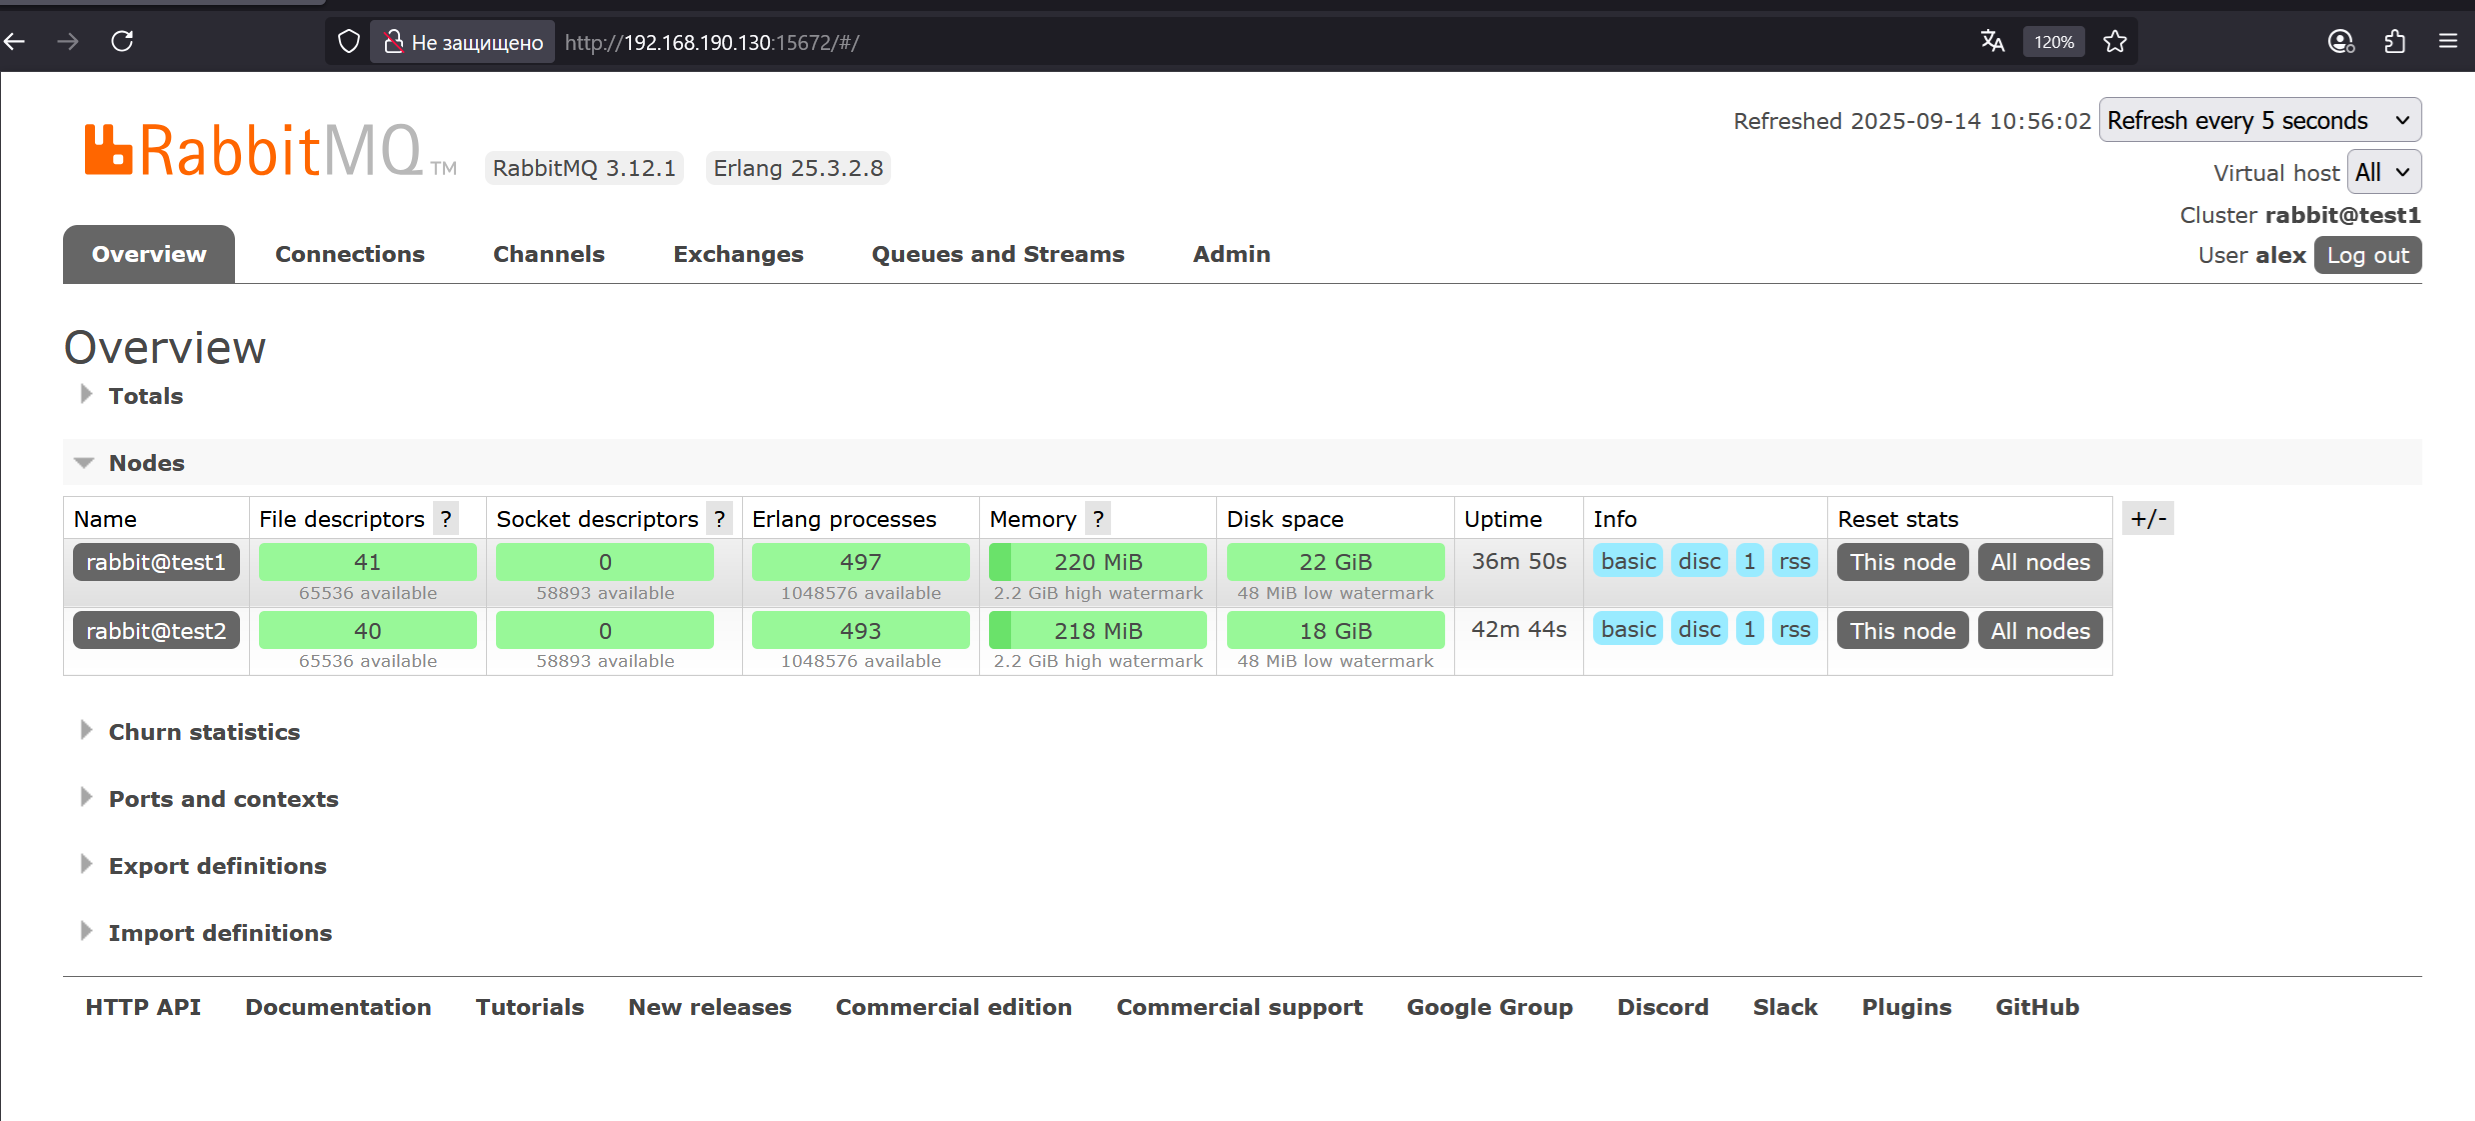 Не защищено http://192.168.190.130:15672/#/ 120%
Refreshed 2025-09-14 10:56:02 Refresh every 5 seconds
RabbitMQ TM RabbitMQ 3.12.1 Erlang 25.3.2.8
Virtual host All
Cluster rabbit@test1
Overview Connections Channels Exchanges Queues and Streams Admin
User alex Log out
Overview
Totals
Nodes
Name File descriptors ? Socket descriptors ? Erlang processes Memory ? Disk space Uptime Info Reset stats +/-
rabbit@test1 41 0 497 220 MiB 22 GiB 36m 50s basic disc 1 rss This node All nodes
65536 available 58893 available 1048576 available 2.2 GiB high watermark 48 MiB low watermark
rabbit@test2 40 0 493 218 MiB 18 GiB 42m 44s basic disc 1 rss This node All nodes
65536 available 58893 available 1048576 available 2.2 GiB high watermark 48 MiB low watermark
Churn statistics
Ports and contexts
Export definitions
Import definitions
HTTP API Documentation Tutorials New releases Commercial edition Commercial support Google Group Discord Slack Plugins GitHub